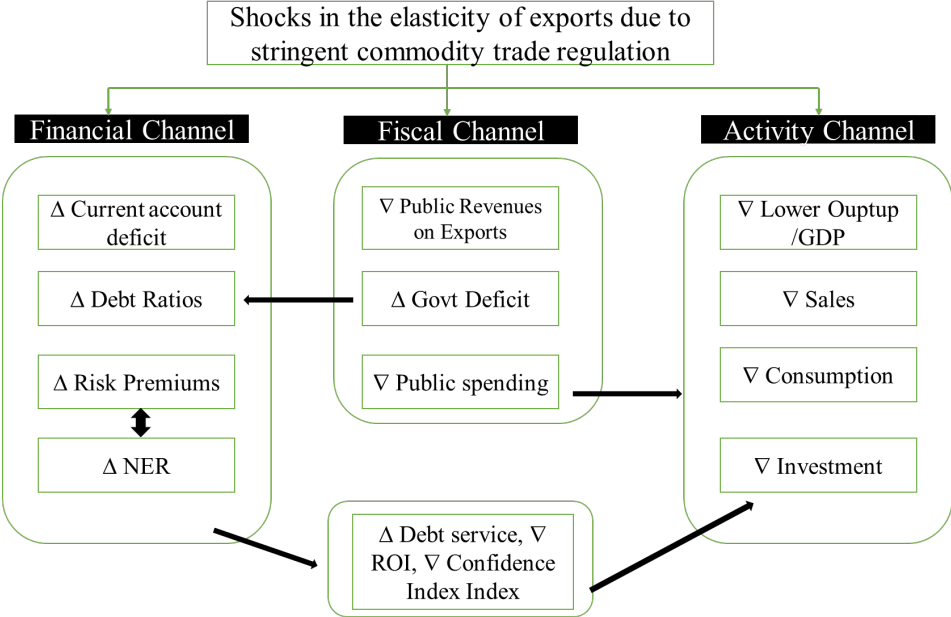 Shocks in the elasticity of exports due to
stringent commodity trade regulation
Financial Channel
Fiscal Channel
Activity Channel
Δ Current account
deficit
Δ Debt Ratios
Δ Risk Premiums
Δ NER
∇ Public Revenues
on Exports
Δ Govt Deficit
∇ Public spending
∇ Lower Ouptup
/GDP
∇ Sales
∇ Consumption
∇ Investment
Δ Debt service, ∇
ROI, ∇ Confidence
Index Index